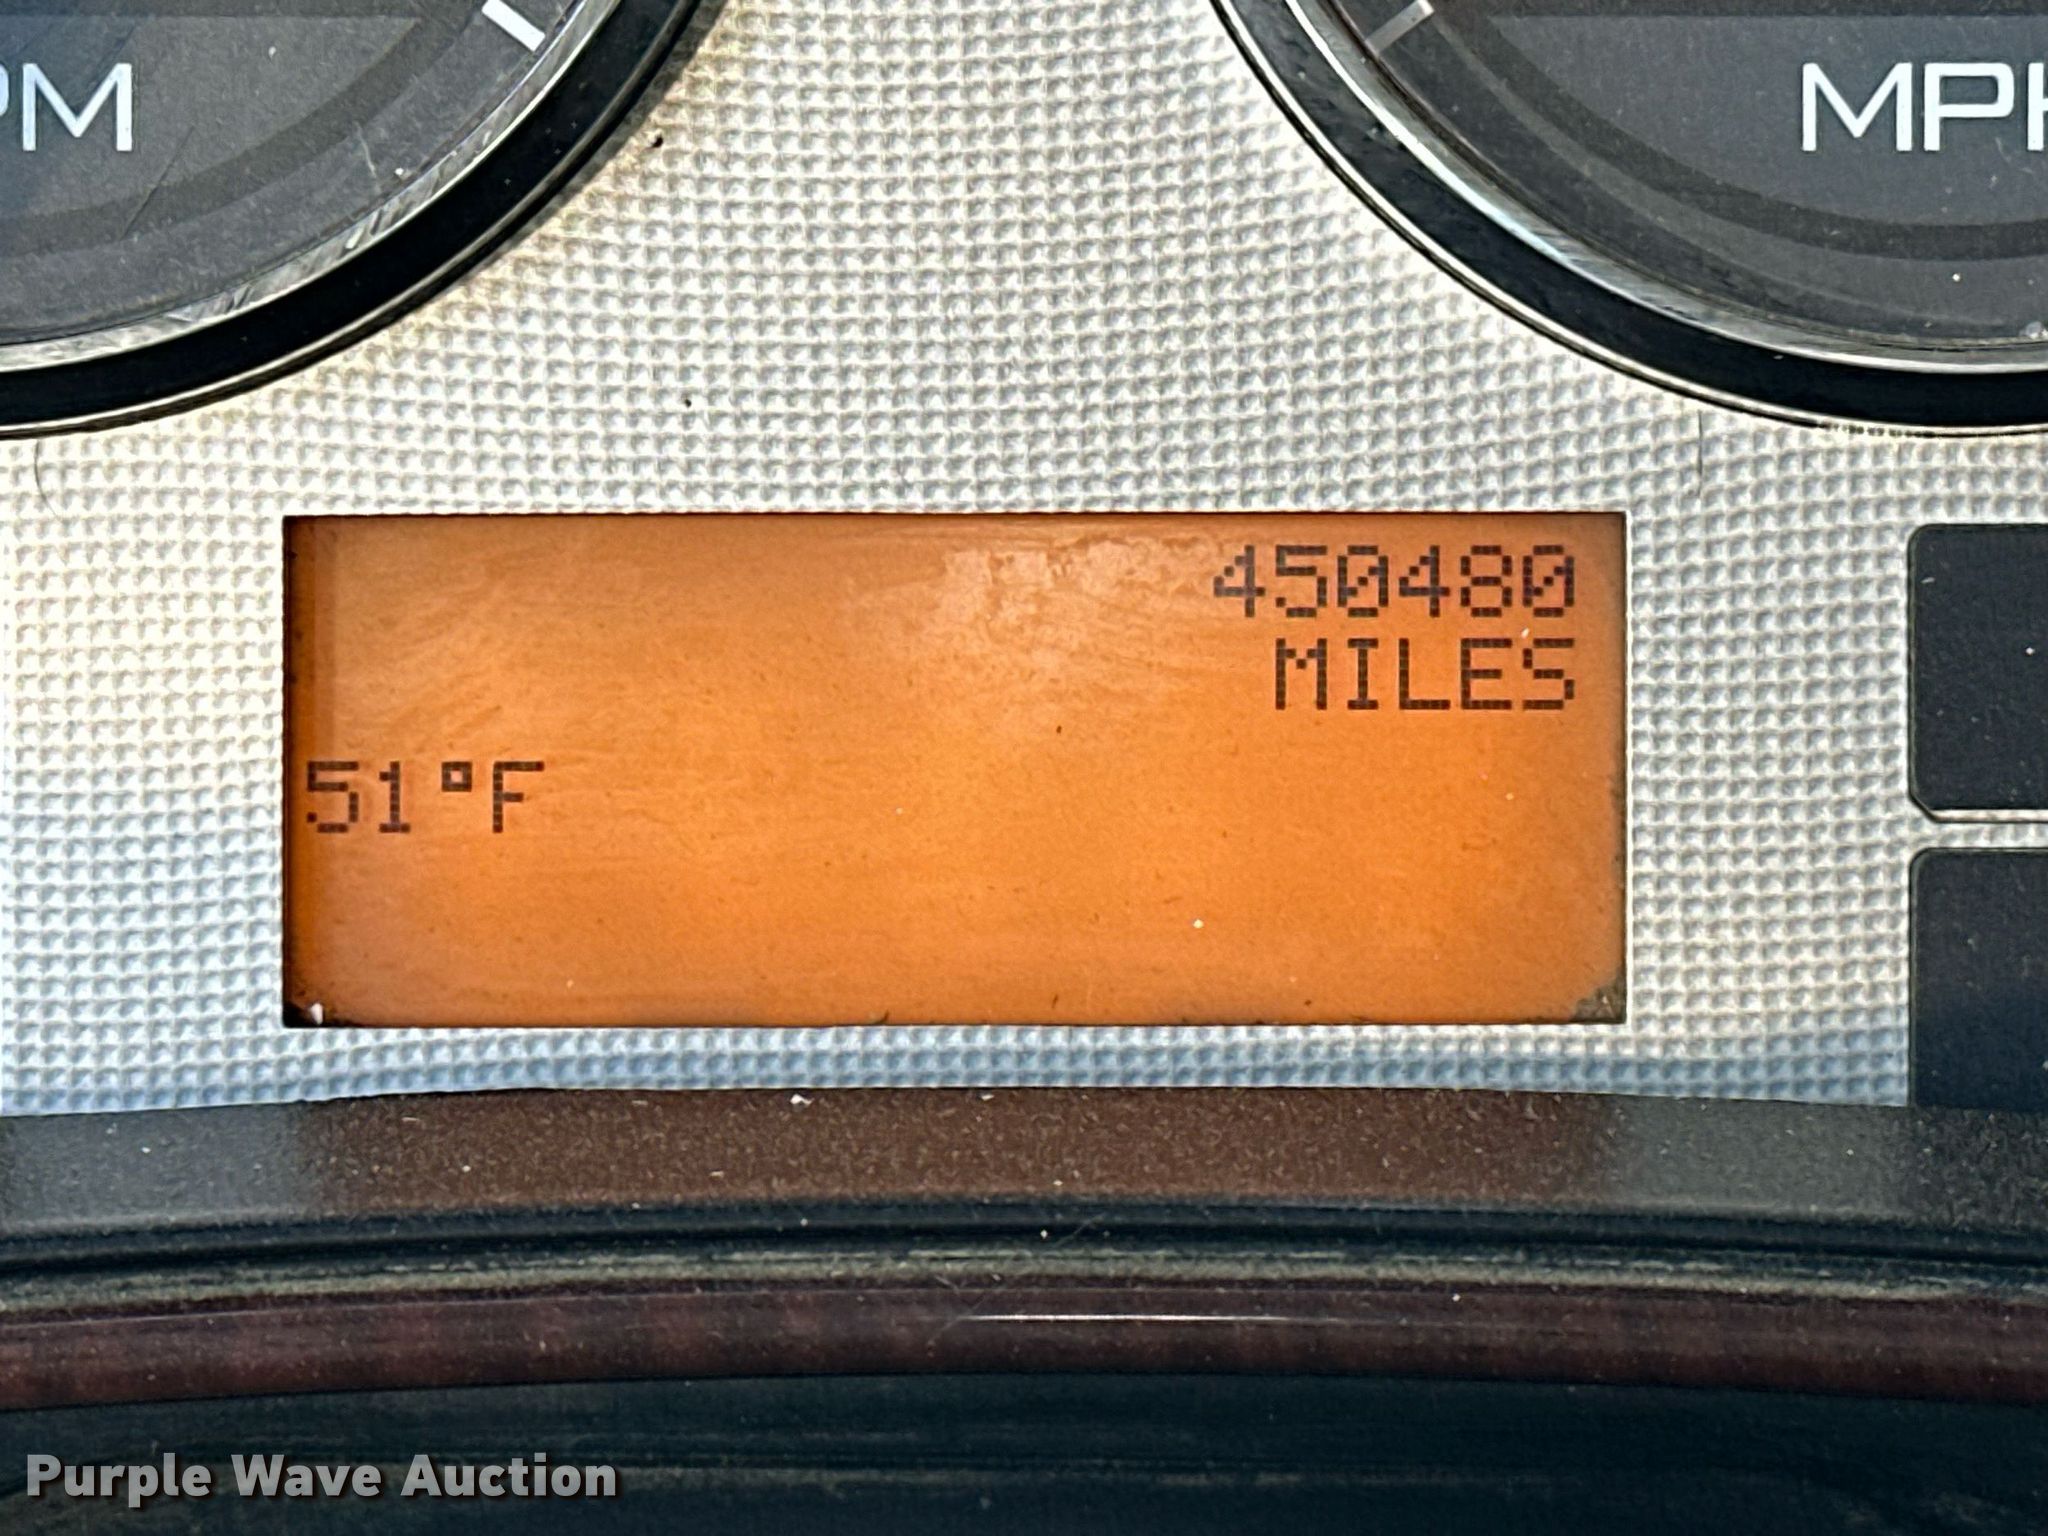 PM
MPH
450480
MILES
51°F
Purple Wave Auction